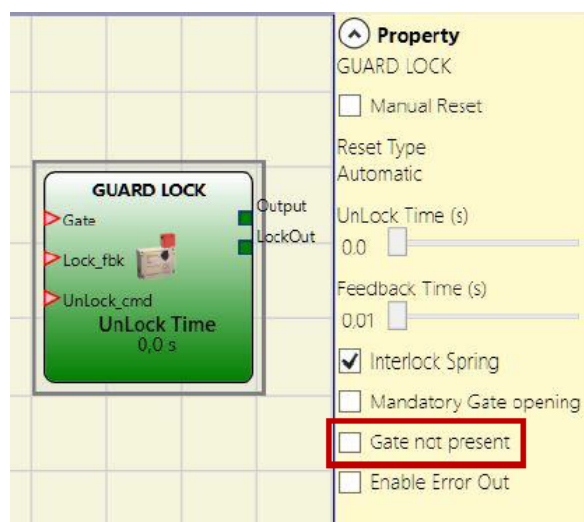 GUARD LOCK
Gate
Lock_fbk
UnLock_cmd
Output
LockOut
UnLock Time
0,0 s
Property
GUARD LOCK
Manual Reset
Reset Type
Automatic
UnLock Time (s)
0.0
Feedback Time (s)
0,01
Interlock Spring
Mandatory Gate opening
Gate not present
Enable Error Out